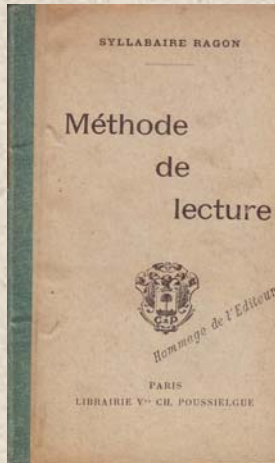 SYLLABAIRE RAGON
Méthode
de
lecture
Hommage de l'Editeur
PARIS
LIBRAIRIE Vve CH. POUSSIELGUE